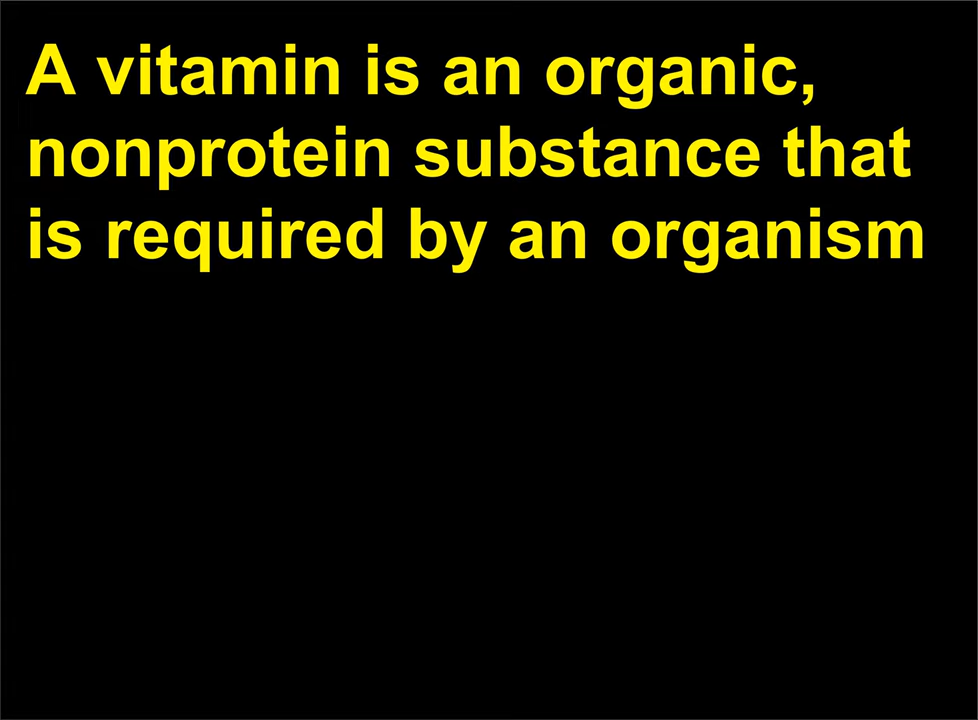 A vitamin is an organic,
nonprotein substance that
is required by an organism